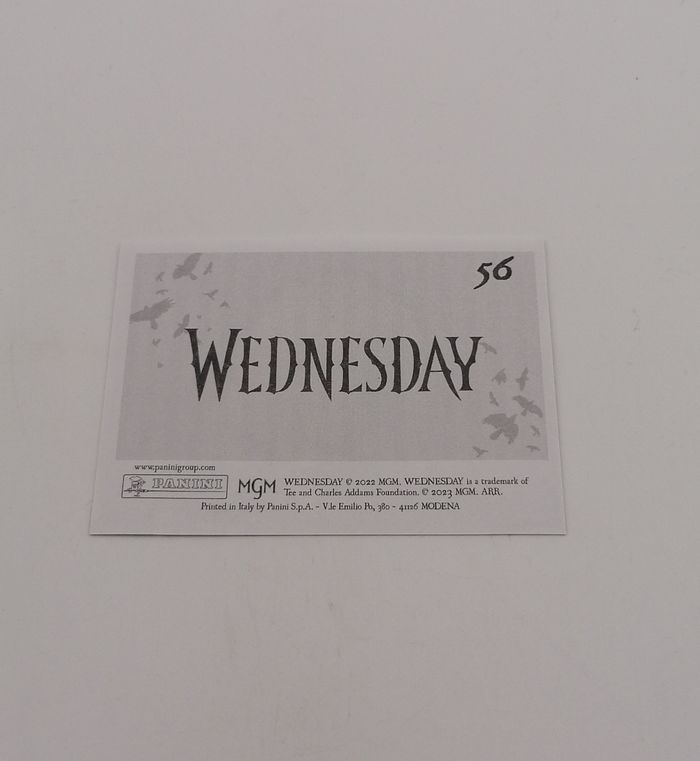 56
WEDNESDAY
www.paninigroup.com
PANINI
MGM
WEDNESDAY © 2022 MGM. WEDNESDAY is a trademark of
Tee and Charles Addams Foundation. © 2023 MGM. ARR.
Printed in Italy by Panini S.p.A. - V.le Emilio Po, 380 - 41126 MODENA